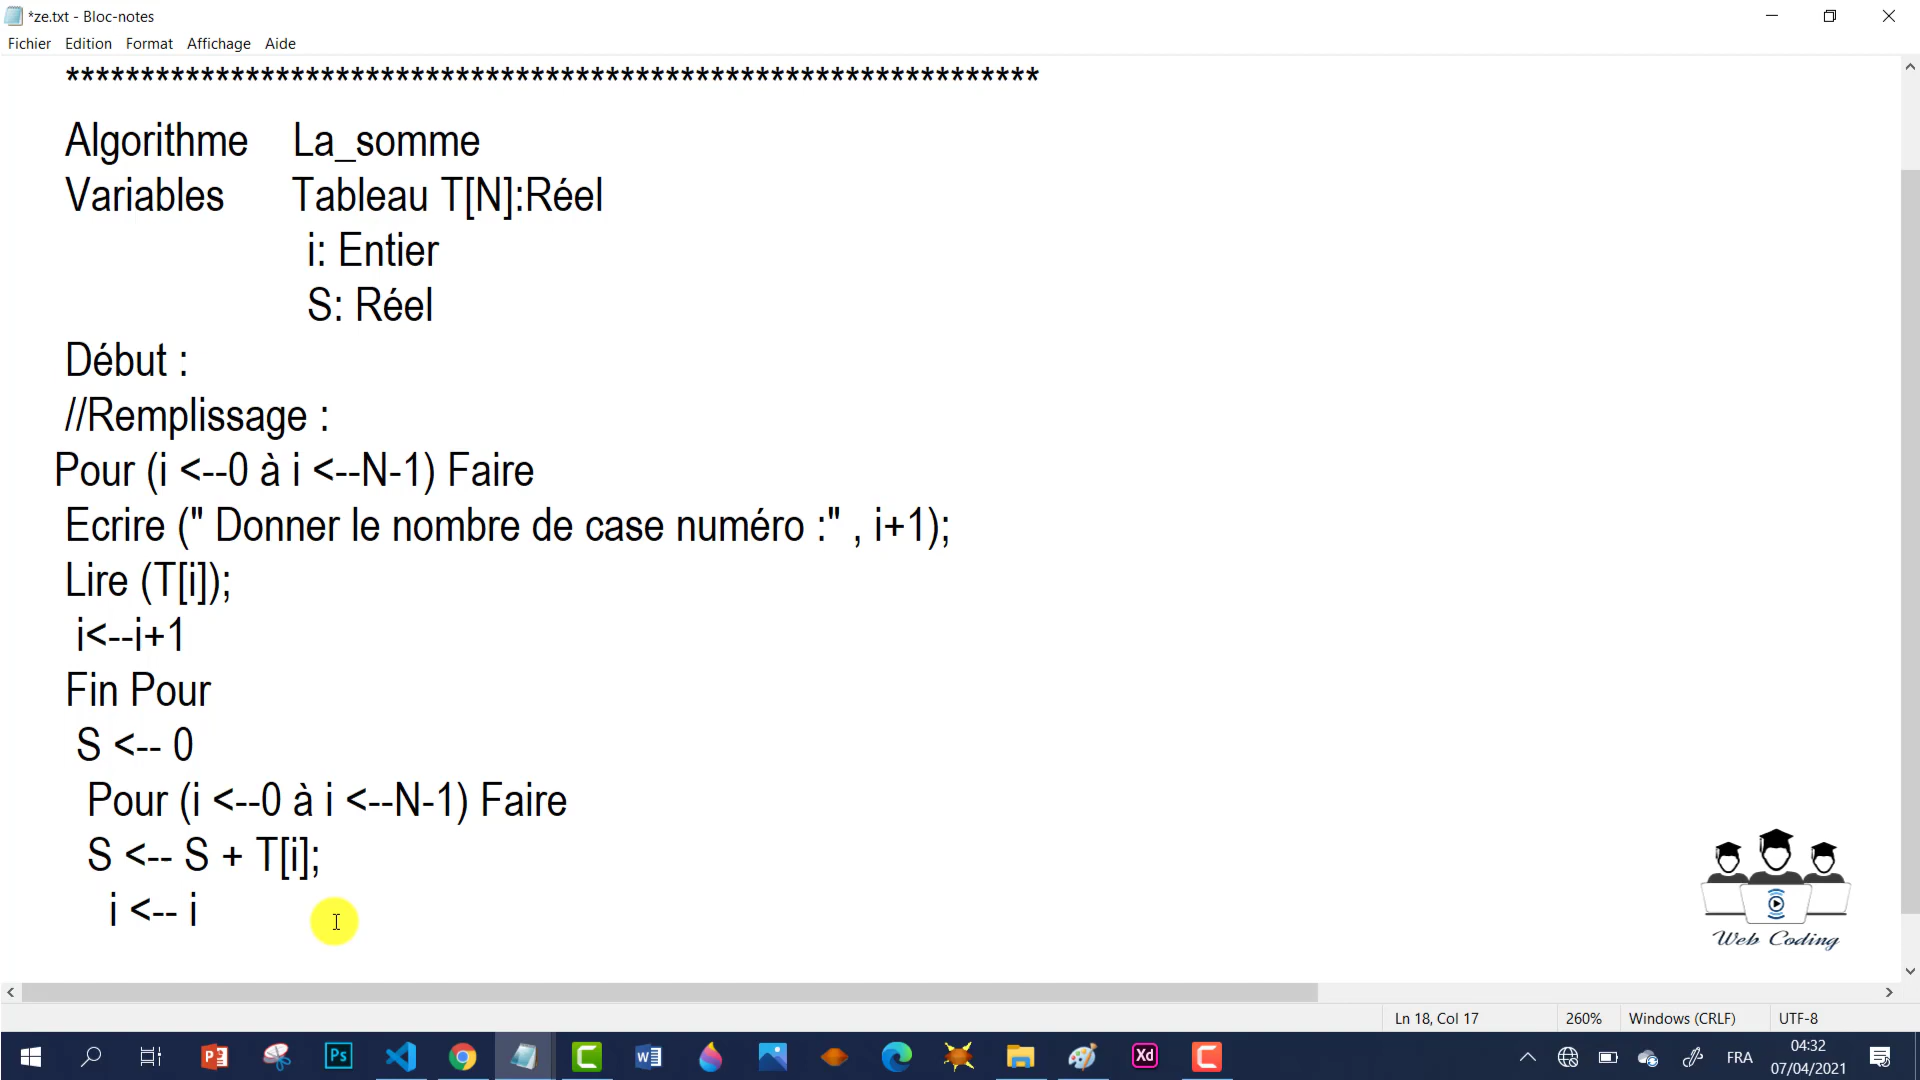 *ze.txt - Bloc-notes
Fichier Edition Format Affichage Aide
*****************************************************************
Algorithme La_somme
Variables Tableau T[N]:Réel
i: Entier
S: Réel
Début :
//Remplissage :
Pour (i <--0 à i <--N-1) Faire
Ecrire (" Donner le nombre de case numéro :" , i+1);
Lire (T[i]);
i<--i+1
Fin Pour
S <-- 0
Pour (i <--0 à i <--N-1) Faire
S <-- S + T[i];
i <-- i
Web Coding
Ln 18, Col 17 260% Windows (CRLF) UTF-8
FRA
04:32
07/04/2021